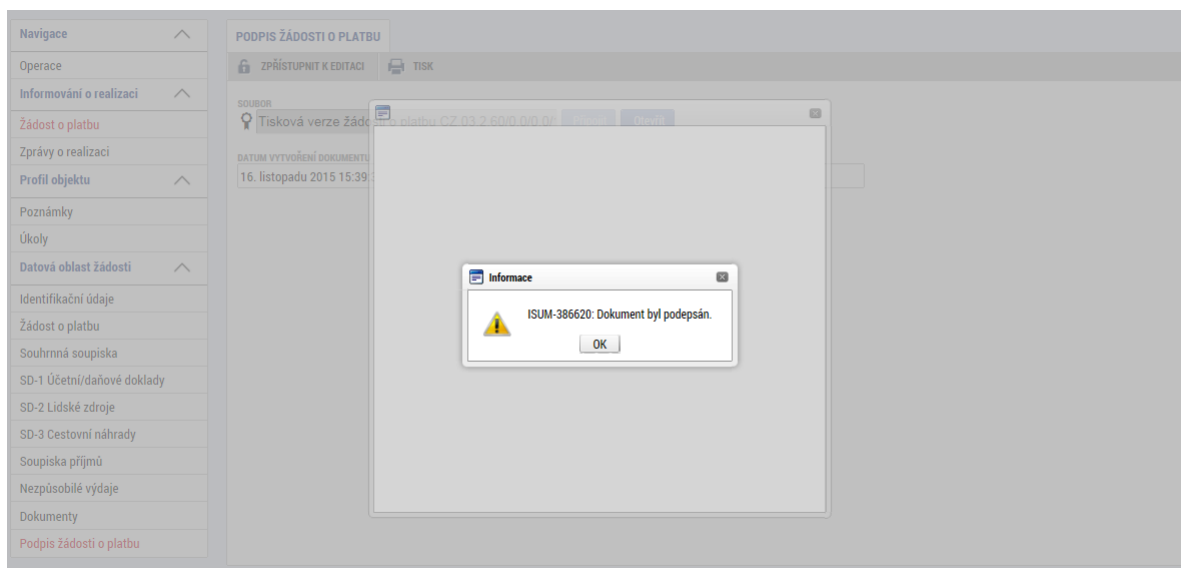 Navigace
Operace
Informování o realizaci
Žádost o platbu
Zprávy o realizaci
Profil objektu
Poznámky
Úkoly
Datová oblast žádosti
Identifikační údaje
Žádost o platbu
Souhrnná soupiska
SD-1 Účetní/daňové doklady
SD-2 Lidské zdroje
SD-3 Cestovní náhrady
Soupiska příjmů
Nezpůsobilé výdaje
Dokumenty
Podpis žádosti o platbu
PODPIS ŽÁDOSTI O PLATBU
ZPŘÍSTUPNIT K EDITACI TISK
SOUBOR
Tisková verze žádosti o platbu CZ.03.2.60/0.0/0.0/ Otevřít
DATUM VYTVOŘENÍ DOKUMENTU
16. listopadu 2015 15:39:
Informace
ISUM-386620: Dokument byl podepsán.
OK